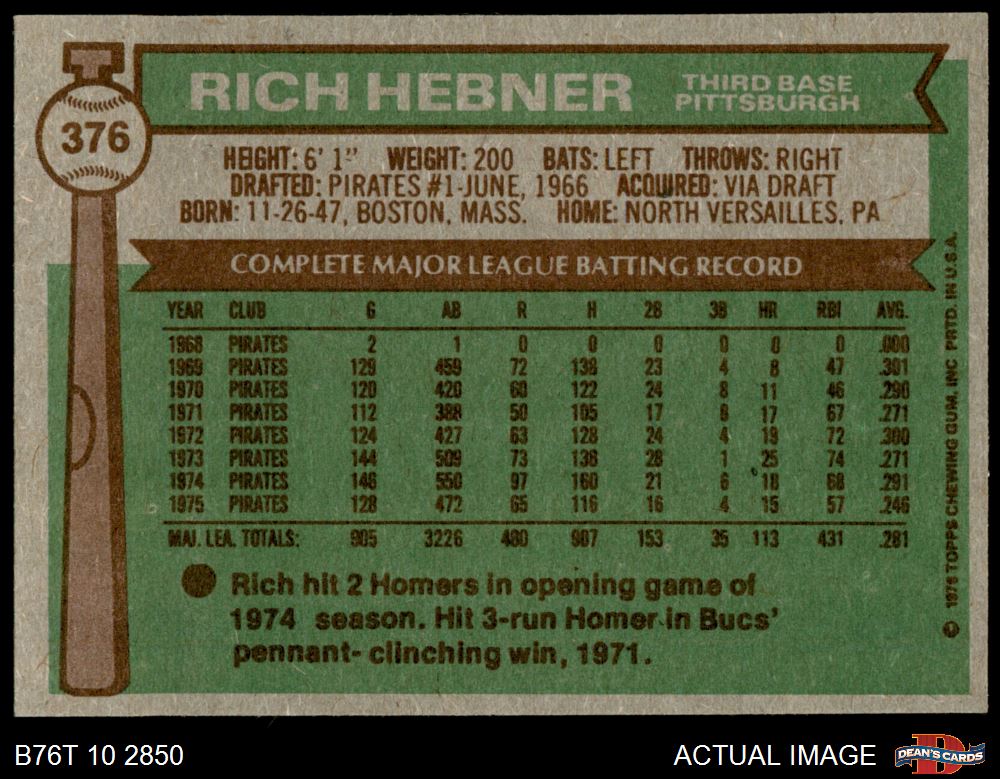 RICH HEBNER
THIRD BASE
PITTSBURGH
376
HEIGHT: 6' 1" WEIGHT: 200 BATS: LEFT THROWS: RIGHT
DRAFTED: PIRATES #1-JUNE, 1966 ACQUIRED: VIA DRAFT
BORN: 11-26-47, BOSTON, MASS. HOME: NORTH VERSAILLES, PA
COMPLETE MAJOR LEAGUE BATTING RECORD
YEAR CLUB G AB R H 2B 3B HR RBI AVG.
1968 PIRATES 2 1 0 0 0 0 0 0 .000
1969 PIRATES 129 459 72 138 23 4 8 47 .301
1970 PIRATES 120 420 60 122 24 8 11 46 .290
1971 PIRATES 112 388 50 105 17 8 17 67 .271
1972 PIRATES 124 427 63 128 24 4 19 72 .300
1973 PIRATES 144 509 73 138 28 1 25 74 .271
1974 PIRATES 146 550 97 160 21 6 18 68 .291
1975 PIRATES 128 472 65 116 16 4 15 57 .246
MAJ. LEA. TOTALS: 905 3226 480 907 153 35 113 431 .281
Rich hit 2 Homers in opening game of
1974 season. Hit 3-run Homer in Bucs'
pennant-clinching win, 1971.
© 1976 TOPPS CHEWING GUM, INC PRTD. IN U.S.A.
B76T 10 2850
ACTUAL IMAGE
DEAN'S CARDS